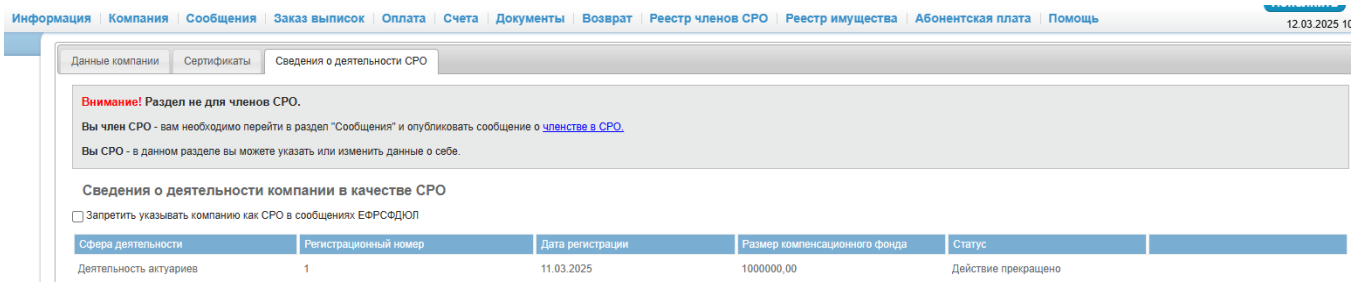 Информация Компания Сообщения Заказ выписок Оплата Счета Документы Возврат Реестр членов СРО Реестр имущества Абонентская плата Помощь
12.03.2025 10
Данные компании Сертификаты Сведения о деятельности СРО
Внимание! Раздел не для членов СРО.
Вы член СРО - вам необходимо перейти в раздел "Сообщения" и опубликовать сообщение о членстве в СРО.
Вы СРО - в данном разделе вы можете указать или изменить данные о себе.
Сведения о деятельности компании в качестве СРО
Запретить указывать компанию как СРО в сообщениях ЕФРСФДЮЛ
Сфера деятельности Регистрационный номер Дата регистрации Размер компенсационного фонда Статус
Деятельность актуариев 1 11.03.2025 1000000,00 Действие прекращено